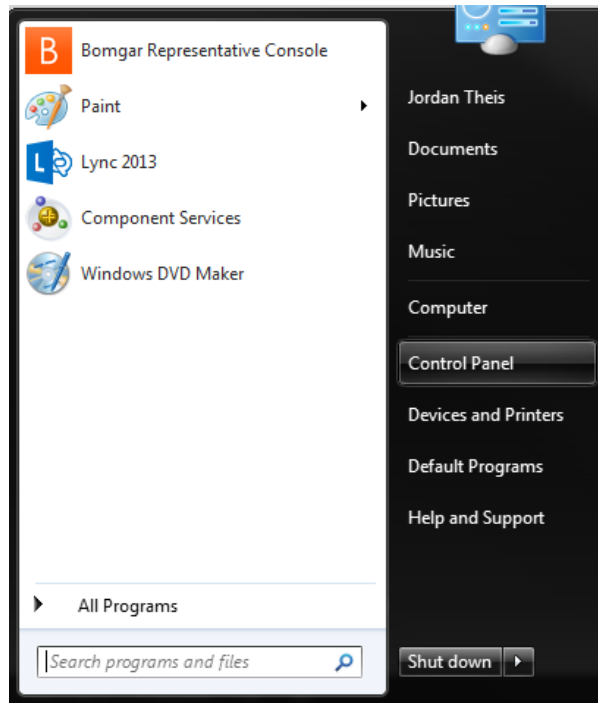 B
Bomgar Representative Console
Paint
L
Lync 2013
Component Services
Windows DVD Maker
All Programs
Search programs and files
Jordan Theis
Documents
Pictures
Music
Computer
Control Panel
Devices and Printers
Default Programs
Help and Support
Shut down